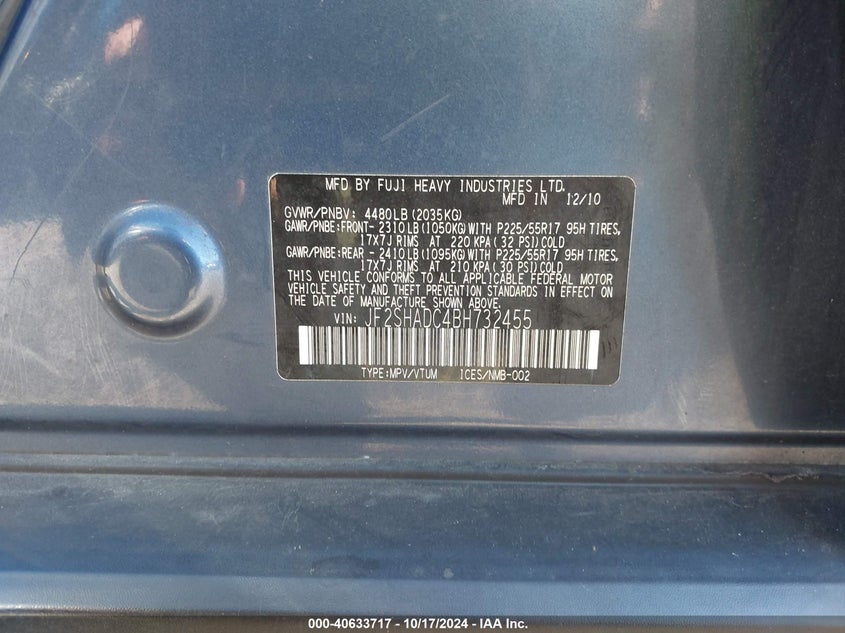 MFD BY FUJI HEAVY INDUSTRIES LTD.
MFD IN 12/10
GVWR/PNBV: 4480LB(2035KG)
GAWR/PNBE:FRONT- 2310LB(1050KG)WITH P225/55R17 95H TIRES,
17X7J RIMS AT 220 KPA( 32 PSI)COLD
GAWR/PNBE:REAR - 2410LB(1095KG)WITH P225/55R17 95H TIRES,
17X7J RIMS AT 210 KPA( 30 PSI)COLD
THIS VEHICLE CONFORMS TO ALL APPLICABLE FEDERAL MOTOR
VEHICLE SAFETY AND THEFT PREVENTION STANDARDS IN EFFECT ON
THE DATE OF MANUFACTURE SHOWN ABOVE.
VIN: JF2SHADC4BH732455
TYPE:MPV/VTUM ICES/NMB-002
000-40633717 - 10/17/2024 - IAA Inc.